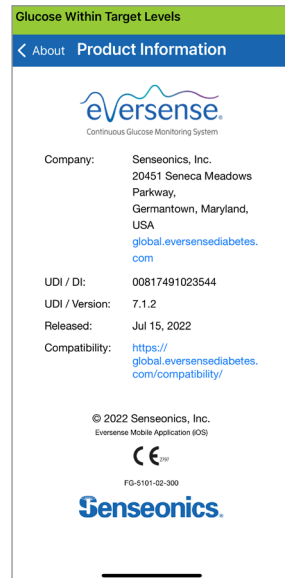 Glucose Within Target Levels
About Product Information
eversense.
Continuous Glucose Monitoring System
Company: Senseonics, Inc.
20451 Seneca Meadows
Parkway,
Germantown, Maryland,
USA
global.eversensediabetes.
com
UDI / DI: 00817491023544
UDI / Version: 7.1.2
Released: Jul 15, 2022
Compatibility: https://
global.eversensediabetes.
com/compatibility/
© 2022 Senseonics, Inc.
Eversense Mobile Application (iOS)
CE 2797
FG-5101-02-300
Senseonics.